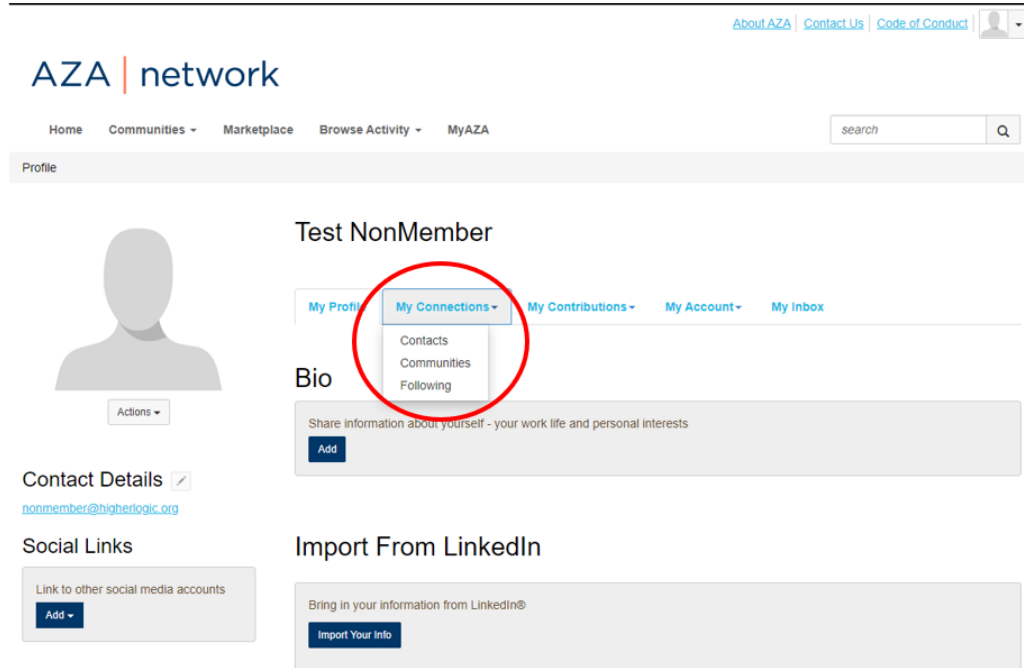 About AZA Contact Us Code of Conduct
AZA | network
Home Communities Marketplace Browse Activity MyAZA search
Profile
Test NonMember
My Profile My Connections My Contributions My Account My Inbox
Contacts
Communities
Following
Bio
Share information about yourself - your work life and personal interests
Add
Actions
Contact Details
nonmember@higherlogic.org
Social Links
Link to other social media accounts
Add
Import From LinkedIn
Bring in your information from LinkedIn®
Import Your Info